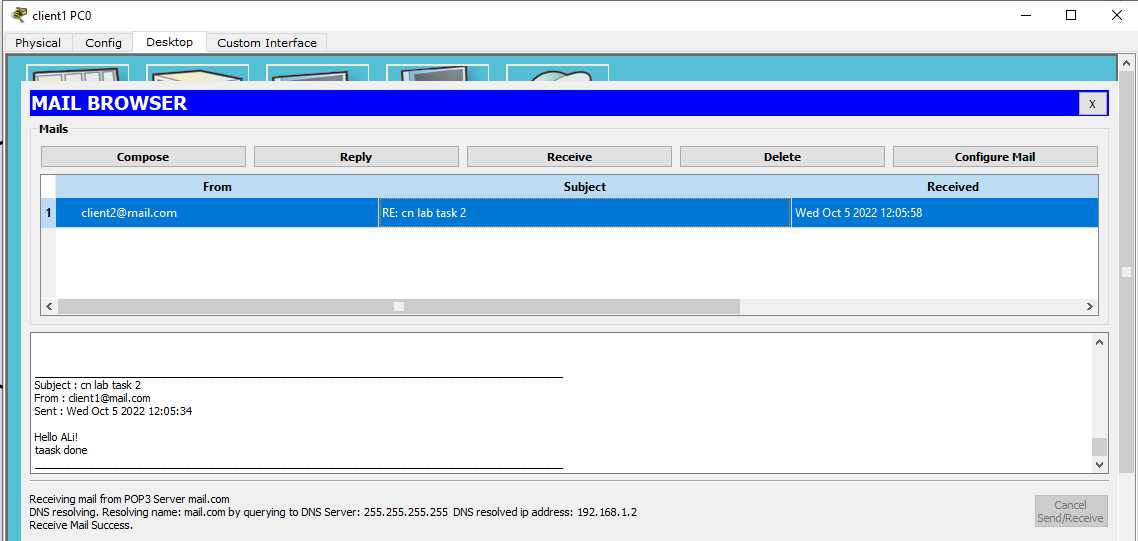 client1 PC0
Physical Config Desktop Custom Interface
MAIL BROWSER X
Mails
Compose Reply Receive Delete Configure Mail
From Subject Received
1 client2@mail.com RE: cn lab task 2 Wed Oct 5 2022 12:05:58
Subject : cn lab task 2
From : client1@mail.com
Sent : Wed Oct 5 2022 12:05:34
Hello ALi!
taask done
Receiving mail from POP3 Server mail.com
DNS resolving. Resolving name: mail.com by querying to DNS Server: 255.255.255.255 DNS resolved ip address: 192.168.1.2
Receive Mail Success.
Cancel
Send/Receive